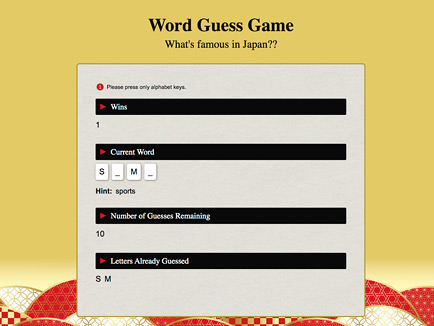 Word Guess Game
What's famous in Japan??
! Please press only alphabet keys.
Wins
1
Current Word
S _ M _
Hint: sports
Number of Guesses Remaining
10
Letters Already Guessed
S M